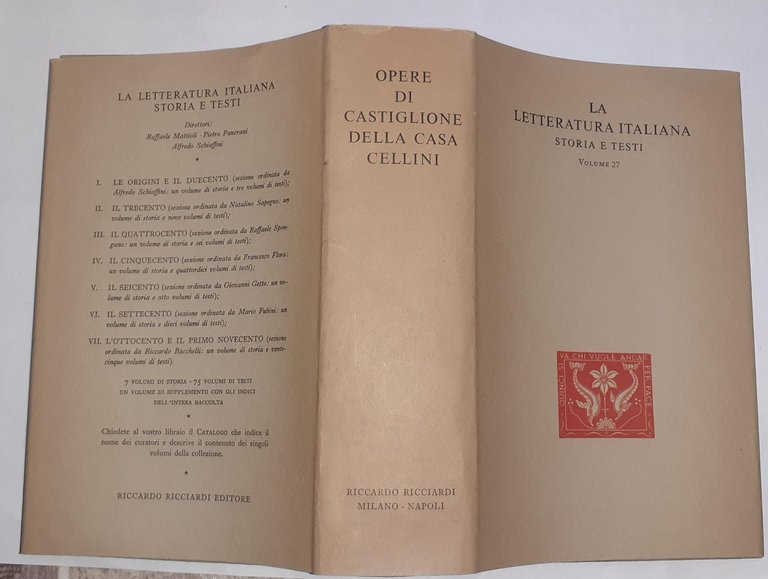 LA LETTERATURA ITALIANA
STORIA E TESTI
Direttori:
Raffaele Mattioli · Pietro Pancrazi
Alfredo Schiaffini
*
I. LE ORIGINI E IL DUECENTO (sezione ordinata da
Alfredo Schiaffini: un volume di storia e tre volumi di testi);
II. IL TRECENTO (sezione ordinata da Natalino Sapegno: un
volume di storia e nove volumi di testi);
III. IL QUATTROCENTO (sezione ordinata da Raffaele Spon-
gano: un volume di storia e sei volumi di testi);
IV. IL CINQUECENTO (sezione ordinata da Francesco Flora:
un volume di storia e quattordici volumi di testi);
V. IL SEICENTO (sezione ordinata da Giovanni Getto: un vo-
lume di storia e otto volumi di testi);
VI. IL SETTECENTO (sezione ordinata da Mario Fubini: un
volume di storia e dieci volumi di testi);
VII. L'OTTOCENTO E IL PRIMO NOVECENTO (sezione
ordinata da Riccardo Bacchelli: un volume di storia e venti-
cinque volumi di testi).
7 VOLUMI DI STORIA - 75 VOLUMI DI TESTI
UN VOLUME DI SUPPLEMENTO CON GLI INDICI
DELL'INTERA RACCOLTA
*
Chiedete al vostro libraio il CATALOGO che indica il
nome dei curatori e descrive il contenuto dei singoli
volumi della collezione.
*
RICCARDO RICCIARDI EDITORE
OPERE
DI
CASTIGLIONE
DELLA CASA
CELLINI
RICCARDO RICCIARDI
MILANO · NAPOLI
LA
LETTERATURA ITALIANA
STORIA E TESTI
VOLUME 27
QUINCI SI VA CHI VUOLE ANDAR PER PACE